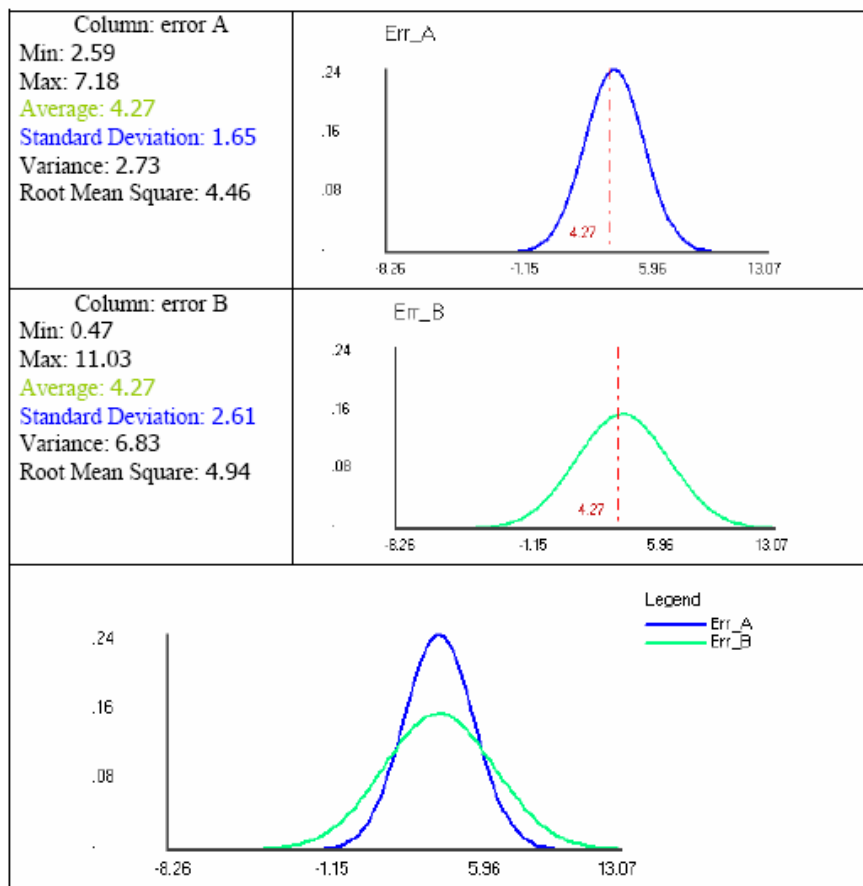 Column: error A
Min: 2.59
Max: 7.18
Average: 4.27
Standard Deviation: 1.65
Variance: 2.73
Root Mean Square: 4.46
Err_A
.24
.16
.08
.
4.27
-8.26 -1.15 5.96 13.07
Column: error B
Min: 0.47
Max: 11.03
Average: 4.27
Standard Deviation: 2.61
Variance: 6.83
Root Mean Square: 4.94
Err_B
.24
.16
.08
.
4.27
-8.26 -1.15 5.96 13.07
Legend
Err_A
Err_B
.24
.16
.08
.
-8.26 -1.15 5.96 13.07